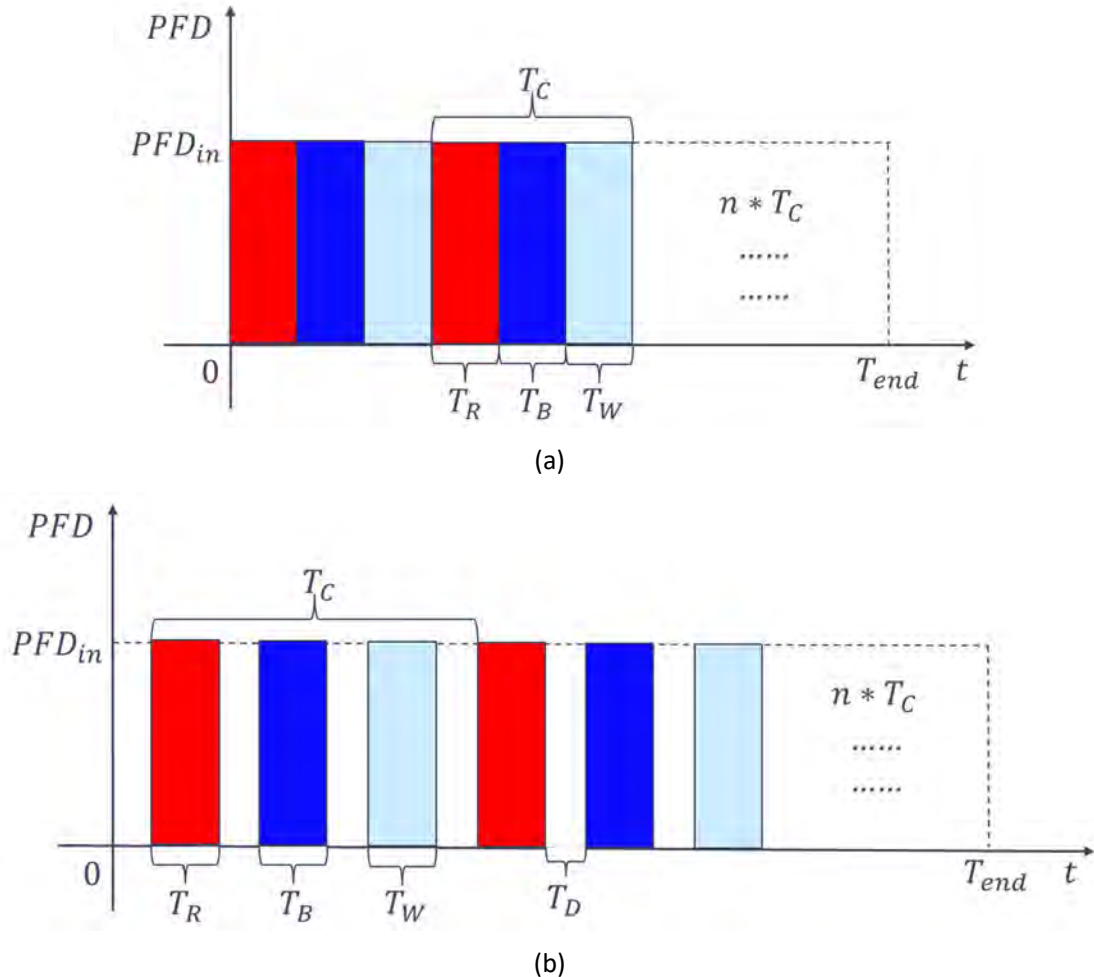 PFD
T_C
PFD_in
n * T_C
......
......
0
T_end t
T_R T_B T_W
(a)
PFD
T_C
PFD_in
n * T_C
......
......
0
T_end t
T_R T_B T_W T_D
(b)